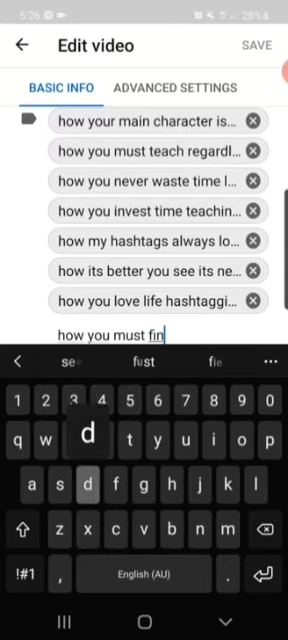 5:26
28%
Edit video
SAVE
BASIC INFO
ADVANCED SETTINGS
how your main character is...
how you must teach regardl...
how you never waste time l...
how you invest time teachin...
how my hashtags always lo...
how its better you see its ne...
how you love life hashtaggi...
how you must fin
see fust fie
1 2 3 4 5 6 7 8 9 0
q w d t y u i o p
a s d f g h j k l
z x c v b n m
!#1 , English (AU) .